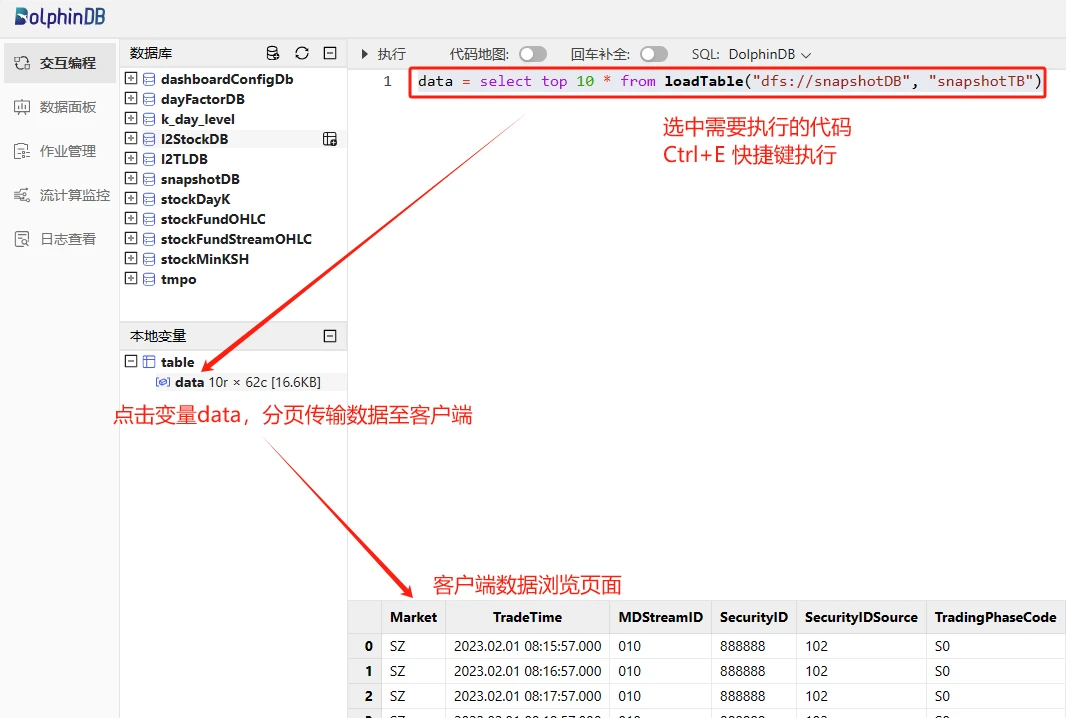 DolphinDB
交互编程
数据面板
作业管理
流计算监控
日志查看
数据库
dashboardConfigDb
dayFactorDB
k_day_level
l2StockDB
l2TLDB
snapshotDB
stockDayK
stockFundOHLC
stockFundStreamOHLC
stockMinKSH
tmpo
本地变量
table
data 10r × 62c [16.6KB]
执行 代码地图: 回车补全: SQL: DolphinDB
1 data = select top 10 * from loadTable("dfs://snapshotDB", "snapshotTB")
选中需要执行的代码
Ctrl+E 快捷键执行
点击变量data，分页传输数据至客户端
客户端数据浏览页面
Market TradeTime MDStreamID SecurityID SecurityIDSource TradingPhaseCode
0 SZ 2023.02.01 08:15:57.000 010 888888 102 S0
1 SZ 2023.02.01 08:16:57.000 010 888888 102 S0
2 SZ 2023.02.01 08:17:57.000 010 888888 102 S0